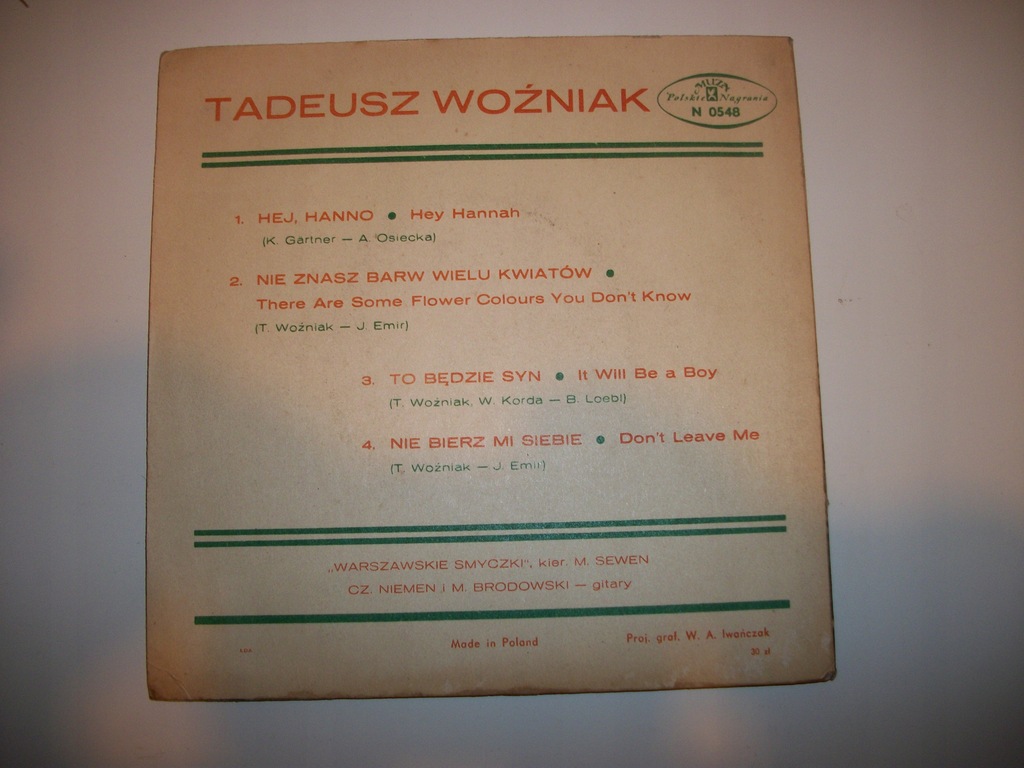 TADEUSZ WOŹNIAK
MUZA
Polskie Nagrania
N 0548
1. HEJ, HANNO ● Hey Hannah
(K. Gärtner — A. Osiecka)
2. NIE ZNASZ BARW WIELU KWIATÓW ●
There Are Some Flower Colours You Don't Know
(T. Woźniak — J. Emir)
3. TO BĘDZIE SYN ● It Will Be a Boy
(T. Woźniak, W. Korda — B. Loebl)
4. NIE BIERZ MI SIEBIE ● Don't Leave Me
(T. Woźniak — J. Emir)
„WARSZAWSKIE SMYCZKI", kier. M. SEWEN
CZ. NIEMEN i M. BRODOWSKI — gitary
Made in Poland
Proj. graf. W. A. Iwańczak
30 zł